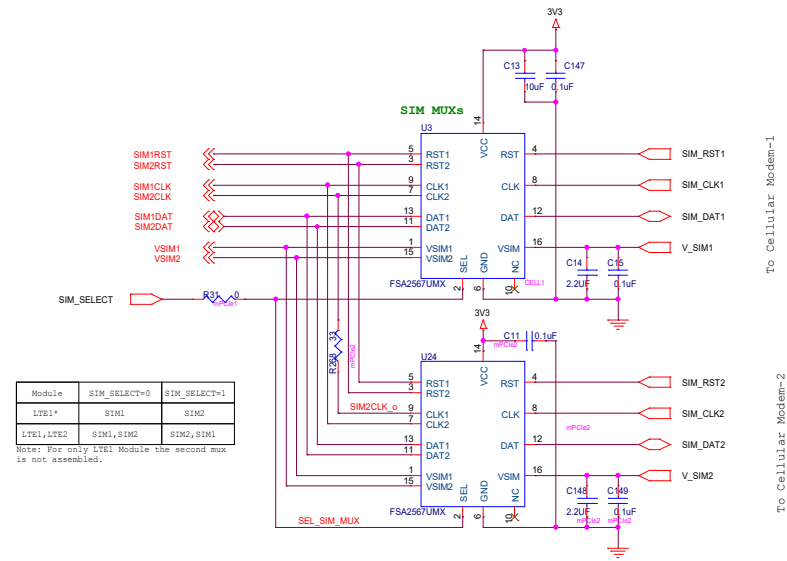 3V3
C13
C147
10uF
0.1uF
SIM MUXs
U3
14
VCC
SIM1RST
5
RST1
RST
4
SIM_RST1
SIM2RST
3
RST2
SIM1CLK
9
CLK1
CLK
8
SIM_CLK1
SIM2CLK
7
CLK2
SIM1DAT
13
DAT1
DAT
12
SIM_DAT1
SIM2DAT
11
DAT2
VSIM1
1
VSIM1
VSIM
16
V_SIM1
VSIM2
15
VSIM2
SEL
GND
NC
C14
C15
2.2UF
0.1uF
CELL1
FSA2567UMX
2
6
10
To Cellular Modem-1
SIM_SELECT
R31
0
mPCIe1
3V3
C11
0.1uF
mPCIe2
R268
33
mPCIe2
U24
14
VCC
5
RST1
RST
4
SIM_RST2
3
RST2
SIM2CLK_o
9
CLK1
CLK
8
SIM_CLK2
7
CLK2
mPCIe2
13
DAT1
DAT
12
SIM_DAT2
11
DAT2
1
VSIM1
VSIM
16
V_SIM2
15
VSIM2
SEL
GND
NC
C148
C149
2.2UF
0.1uF
mPCIe2
mPCIe2
FSA2567UMX
2
6
10
SEL_SIM_MUX
To Cellular Modem-2
Module SIM_SELECT=0 SIM_SELECT=1
LTE1* SIM1 SIM2
LTE1,LTE2 SIM1,SIM2 SIM2,SIM1
Note: For only LTE1 Module the second mux
is not assembled.